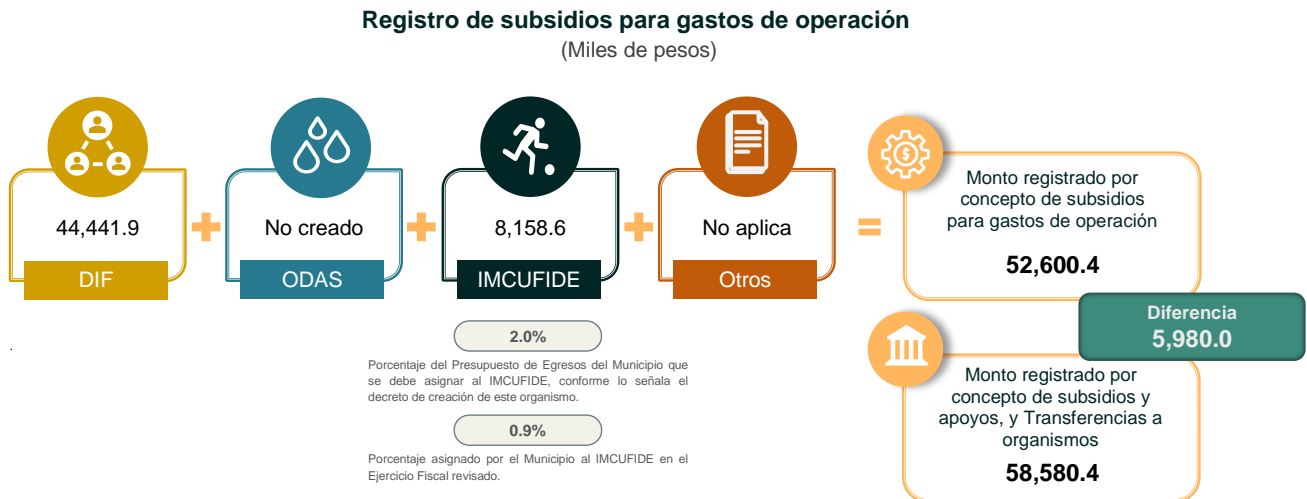 Registro de subsidios para gastos de operación
(Miles de pesos)
44,441.9
DIF
No creado
ODAS
8,158.6
IMCUFIDE
No aplica
Otros
Monto registrado por
concepto de subsidios
para gastos de operación
52,600.4
Diferencia
5,980.0
Monto registrado por
concepto de subsidios y
apoyos, y Transferencias a
organismos
58,580.4
2.0%
Porcentaje del Presupuesto de Egresos del Municipio que
se debe asignar al IMCUFIDE, conforme lo señala el
decreto de creación de este organismo.
0.9%
Porcentaje asignado por el Municipio al IMCUFIDE en el
Ejercicio Fiscal revisado.